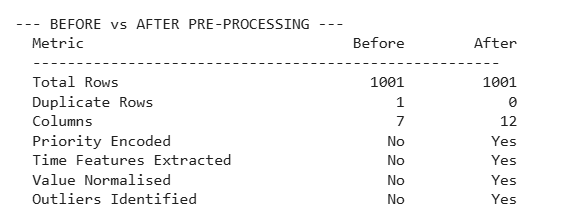 --- BEFORE vs AFTER PRE-PROCESSING ---
Metric Before After
------------------------------------------------------
Total Rows 1001 1001
Duplicate Rows 1 0
Columns 7 12
Priority Encoded No Yes
Time Features Extracted No Yes
Value Normalised No Yes
Outliers Identified No Yes